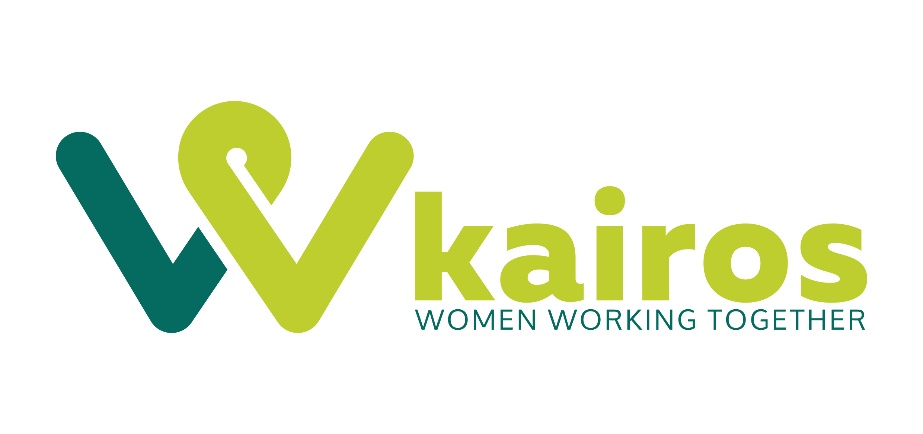 kairos
WOMEN WORKING TOGETHER